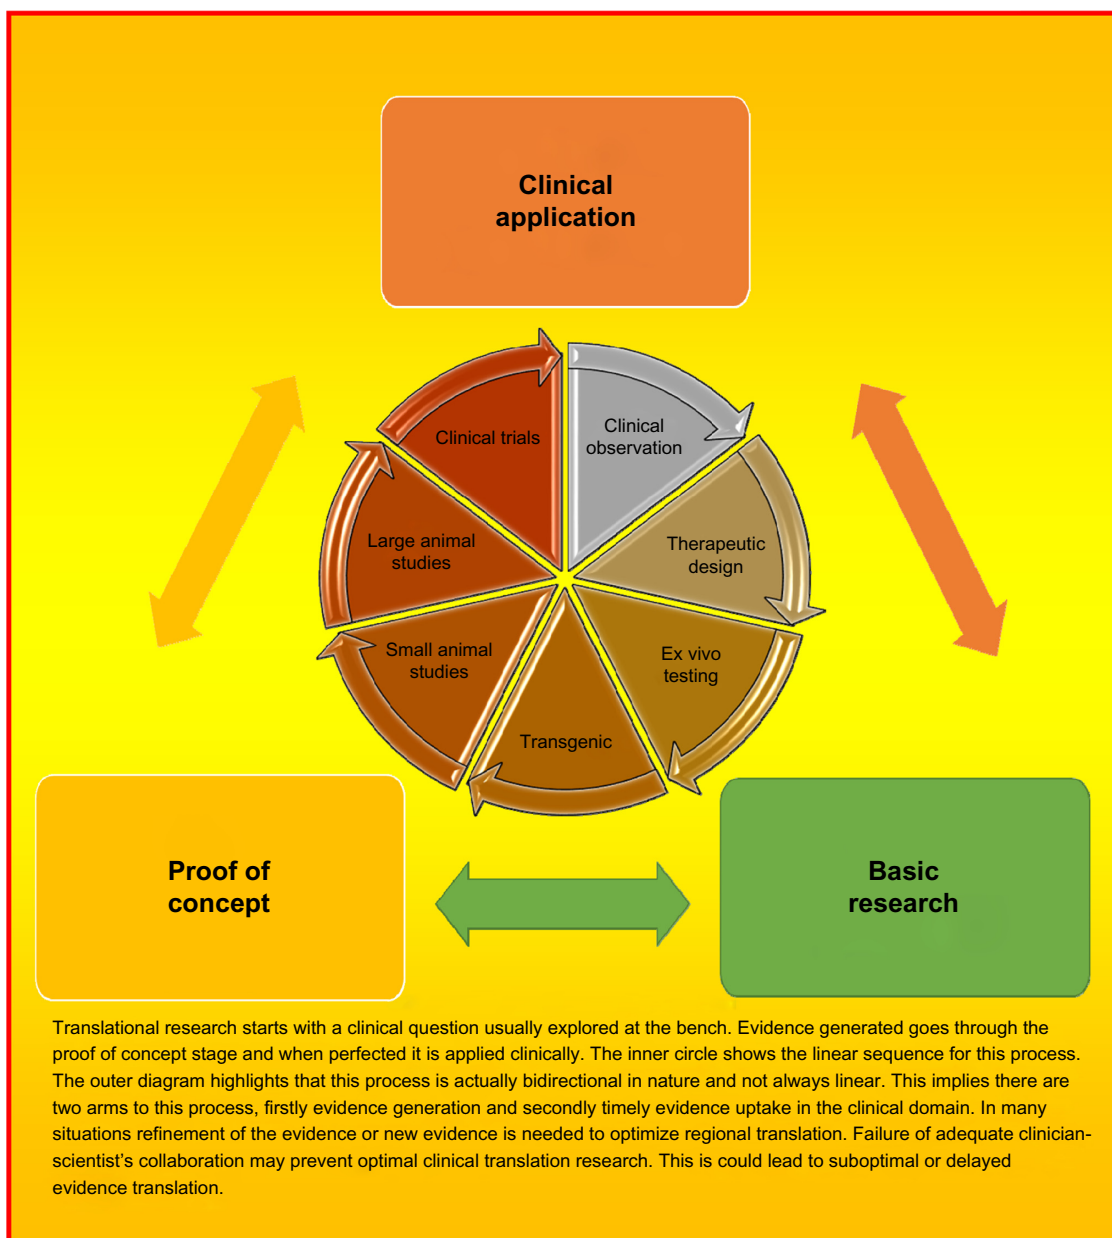 Clinical
application
Clinical trials
Clinical
observation
Large animal
studies
Therapeutic
design
Small animal
studies
Ex vivo
testing
Transgenic
Proof of
concept
Basic
research
Translational research starts with a clinical question usually explored at the bench. Evidence generated goes through the
proof of concept stage and when perfected it is applied clinically. The inner circle shows the linear sequence for this process.
The outer diagram highlights that this process is actually bidirectional in nature and not always linear. This implies there are
two arms to this process, firstly evidence generation and secondly timely evidence uptake in the clinical domain. In many
situations refinement of the evidence or new evidence is needed to optimize regional translation. Failure of adequate clinician-
scientist's collaboration may prevent optimal clinical translation research. This is could lead to suboptimal or delayed
evidence translation.